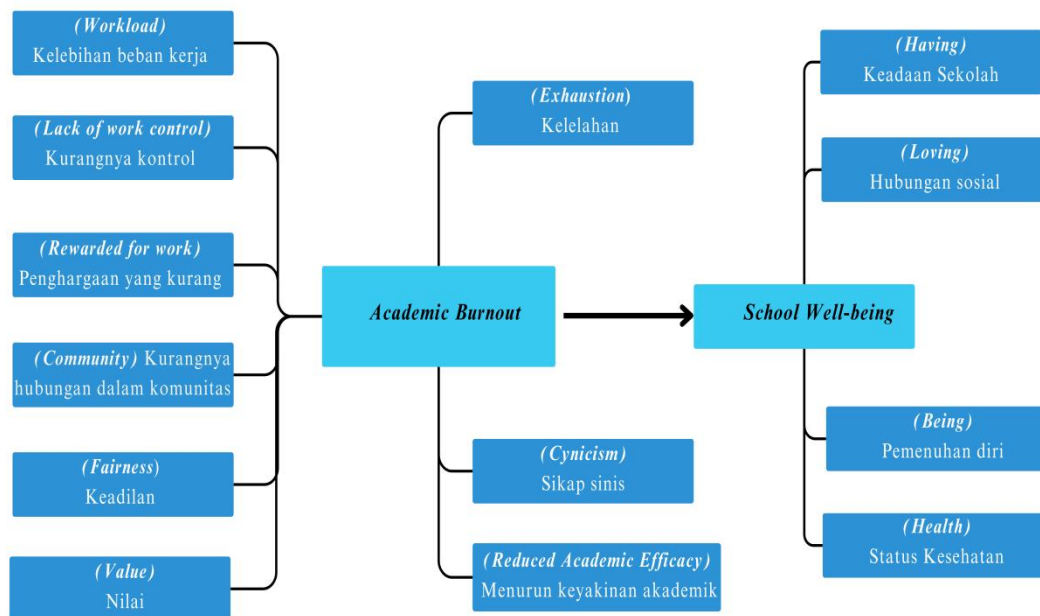 (Workload)
Kelebihan beban kerja
(Lack of work control)
Kurangnya kontrol
(Rewarded for work)
Penghargaan yang kurang
(Community) Kurangnya
hubungan dalam komunitas
(Fairness)
Keadilan
(Value)
Nilai
(Exhaustion)
Kelelahan
Academic Burnout
(Cynicism)
Sikap sinis
(Reduced Academic Efficacy)
Menurun keyakinan akademik
School Well-being
(Having)
Keadaan Sekolah
(Loving)
Hubungan sosial
(Being)
Pemenuhan diri
(Health)
Status Kesehatan